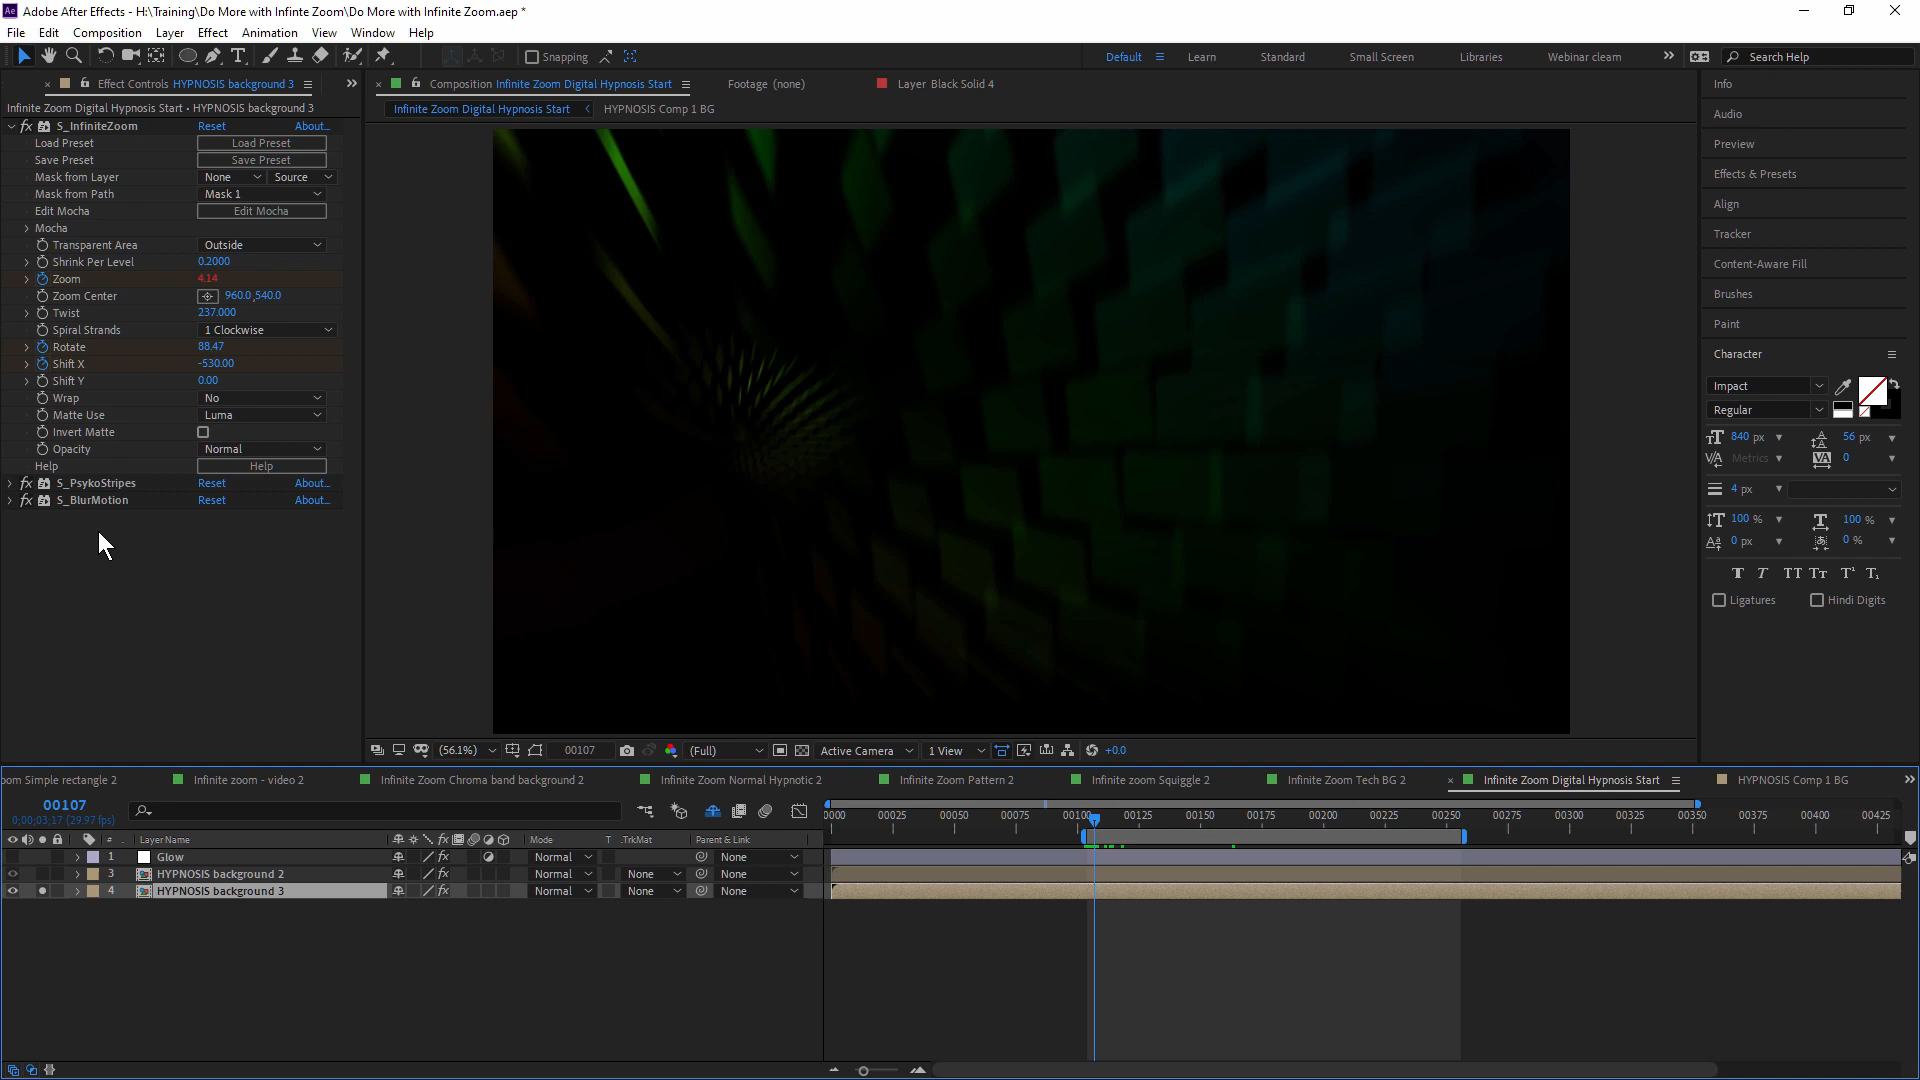 Adobe After Effects - H:\Training\Do More with Infinte Zoom\Do More with Infinite Zoom.aep *
File Edit Composition Layer Effect Animation View Window Help
Snapping Default Learn Standard Small Screen Libraries Webinar cleam Search Help
Effect Controls HYPNOSIS background 3
Infinite Zoom Digital Hypnosis Start • HYPNOSIS background 3
S_InfiniteZoom Reset About...
Load Preset Load Preset
Save Preset Save Preset
Mask from Layer None Source
Mask from Path Mask 1
Edit Mocha Edit Mocha
Mocha
Transparent Area Outside
Shrink Per Level 0.2000
Zoom 4.14
Zoom Center 960.0,540.0
Twist 237.000
Spiral Strands 1 Clockwise
Rotate 88.47
Shift X -530.00
Shift Y 0.00
Wrap No
Matte Use Luma
Invert Matte
Opacity Normal
Help Help
S_PsykoStripes Reset About...
S_BlurMotion Reset About...
Composition Infinite Zoom Digital Hypnosis Start Footage (none) Layer Black Solid 4
Infinite Zoom Digital Hypnosis Start HYPNOSIS Comp 1 BG
(56.1%) 00107 (Full) Active Camera 1 View +0.0
Info
Audio
Preview
Effects & Presets
Align
Tracker
Content-Aware Fill
Brushes
Paint
Character
Impact
Regular
840 px 56 px
Metrics 0
4 px
100 % 100 %
0 px 0 %
Ligatures Hindi Digits
oom Simple rectangle 2 Infinite zoom - video 2 Infinite Zoom Chroma band background 2 Infinite Zoom Normal Hypnotic 2 Infinite Zoom Pattern 2 Infinite zoom Squiggle 2 Infinite Zoom Tech BG 2 Infinite Zoom Digital Hypnosis Start HYPNOSIS Comp 1 BG
00107
0;00;03;17 (29.97 fps)
0000 00025 00050 00075 00100 00125 00150 00175 00200 00225 00250 00275 00300 00325 00350 00375 00400 00425
# Layer Name Mode T .TrkMat Parent & Link
1 Glow Normal None
3 HYPNOSIS background 2 Normal None None
4 HYPNOSIS background 3 Normal None None